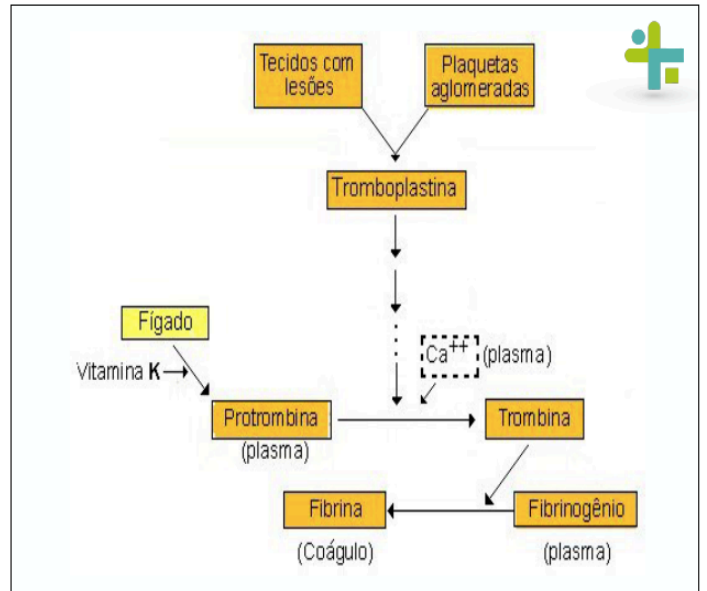 Tecidos com
lesões
Plaquetas
aglomeradas
Tromboplastina
Fígado
Vitamina K
Ca++ (plasma)
Protrombina
(plasma)
Trombina
Fibrina
(Coágulo)
Fibrinogênio
(plasma)